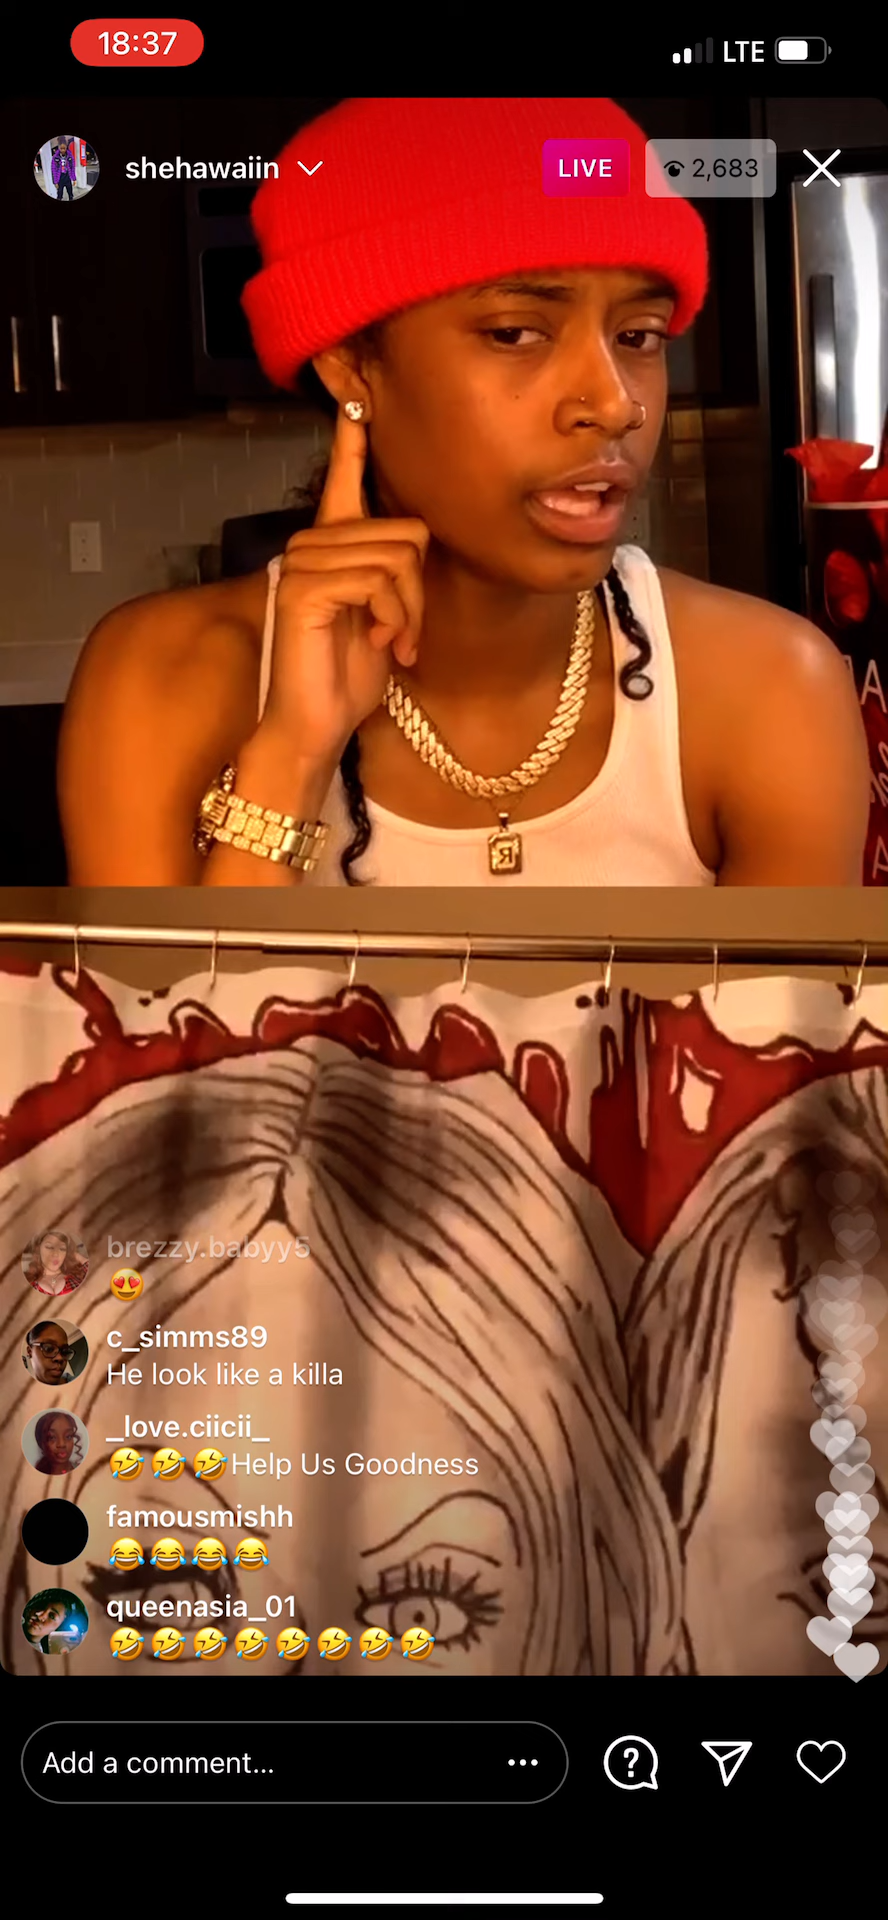 18:37
LTE
shehawaiin
LIVE
2,683
R
brezzy.babyy5
😍
c_simms89
He look like a killa
_love.ciicii_
🤣🤣🤣Help Us Goodness
famousmishh
😂😂😂😂
queenasia_01
🤣🤣🤣🤣🤣🤣🤣🤣
Add a comment...